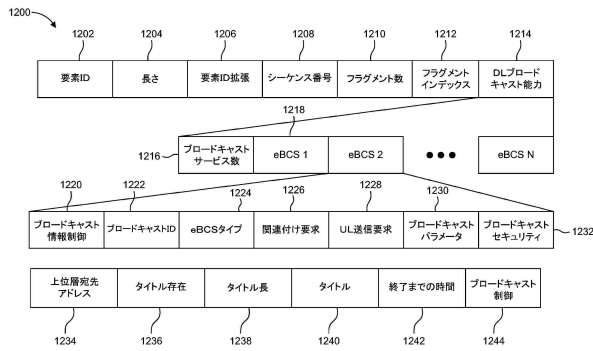 1200
1202
1204
1206
1208
1210
1212
1214
要素ID
長さ
要素ID拡張
シーケンス番号
フラグメント数
フラグメント
インデックス
DLブロード
キャスト能力
1218
1216
ブロードキャスト
サービス数
eBCS 1
eBCS 2
●●●
eBCS N
1220
1222
1224
1226
1228
1230
ブロードキャスト
情報制御
ブロードキャストID
eBCSタイプ
関連付け要求
UL送信要求
ブロードキャスト
パラメータ
ブロードキャスト
セキュリティ
1232
上位層宛先
アドレス
タイトル存在
タイトル長
タイトル
終了までの時間
ブロードキャスト
制御
1234
1236
1238
1240
1242
1244